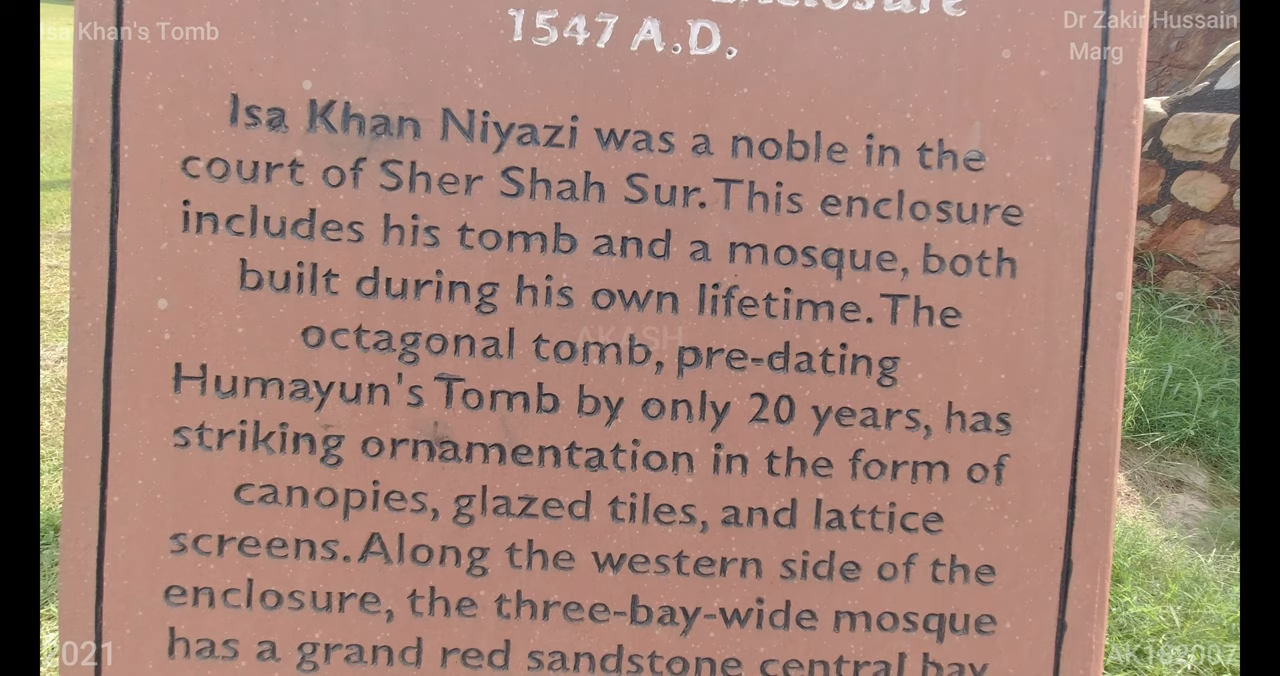 Enclosure
1547 A.D.
Isa Khan's Tomb
Dr Zakir Hussain
Marg
Isa Khan Niyazi was a noble in the
court of Sher Shah Sur. This enclosure
includes his tomb and a mosque, both
built during his own lifetime. The
octagonal tomb, pre-dating
Humayun's Tomb by only 20 years, has
striking ornamentation in the form of
canopies, glazed tiles, and lattice
screens. Along the western side of the
enclosure, the three-bay-wide mosque
has a grand red sandstone central bay
AKASH
2021